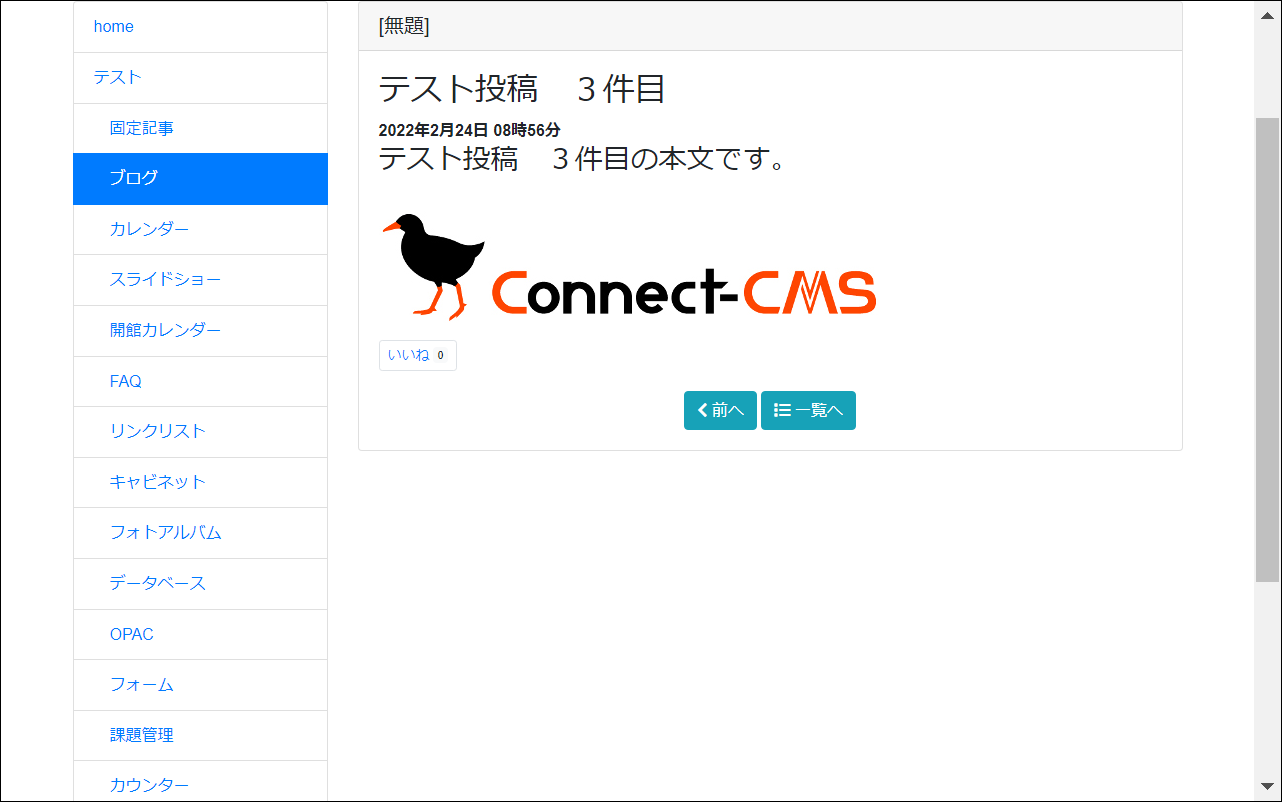 home
テスト
固定記事
ブログ
カレンダー
スライドショー
開館カレンダー
FAQ
リンクリスト
キャビネット
フォトアルバム
データベース
OPAC
フォーム
課題管理
カウンター
[無題]
テスト投稿　３件目
2022年2月24日 08時56分
テスト投稿　３件目の本文です。
Connect-CMS
いいね 0
前へ 一覧へ